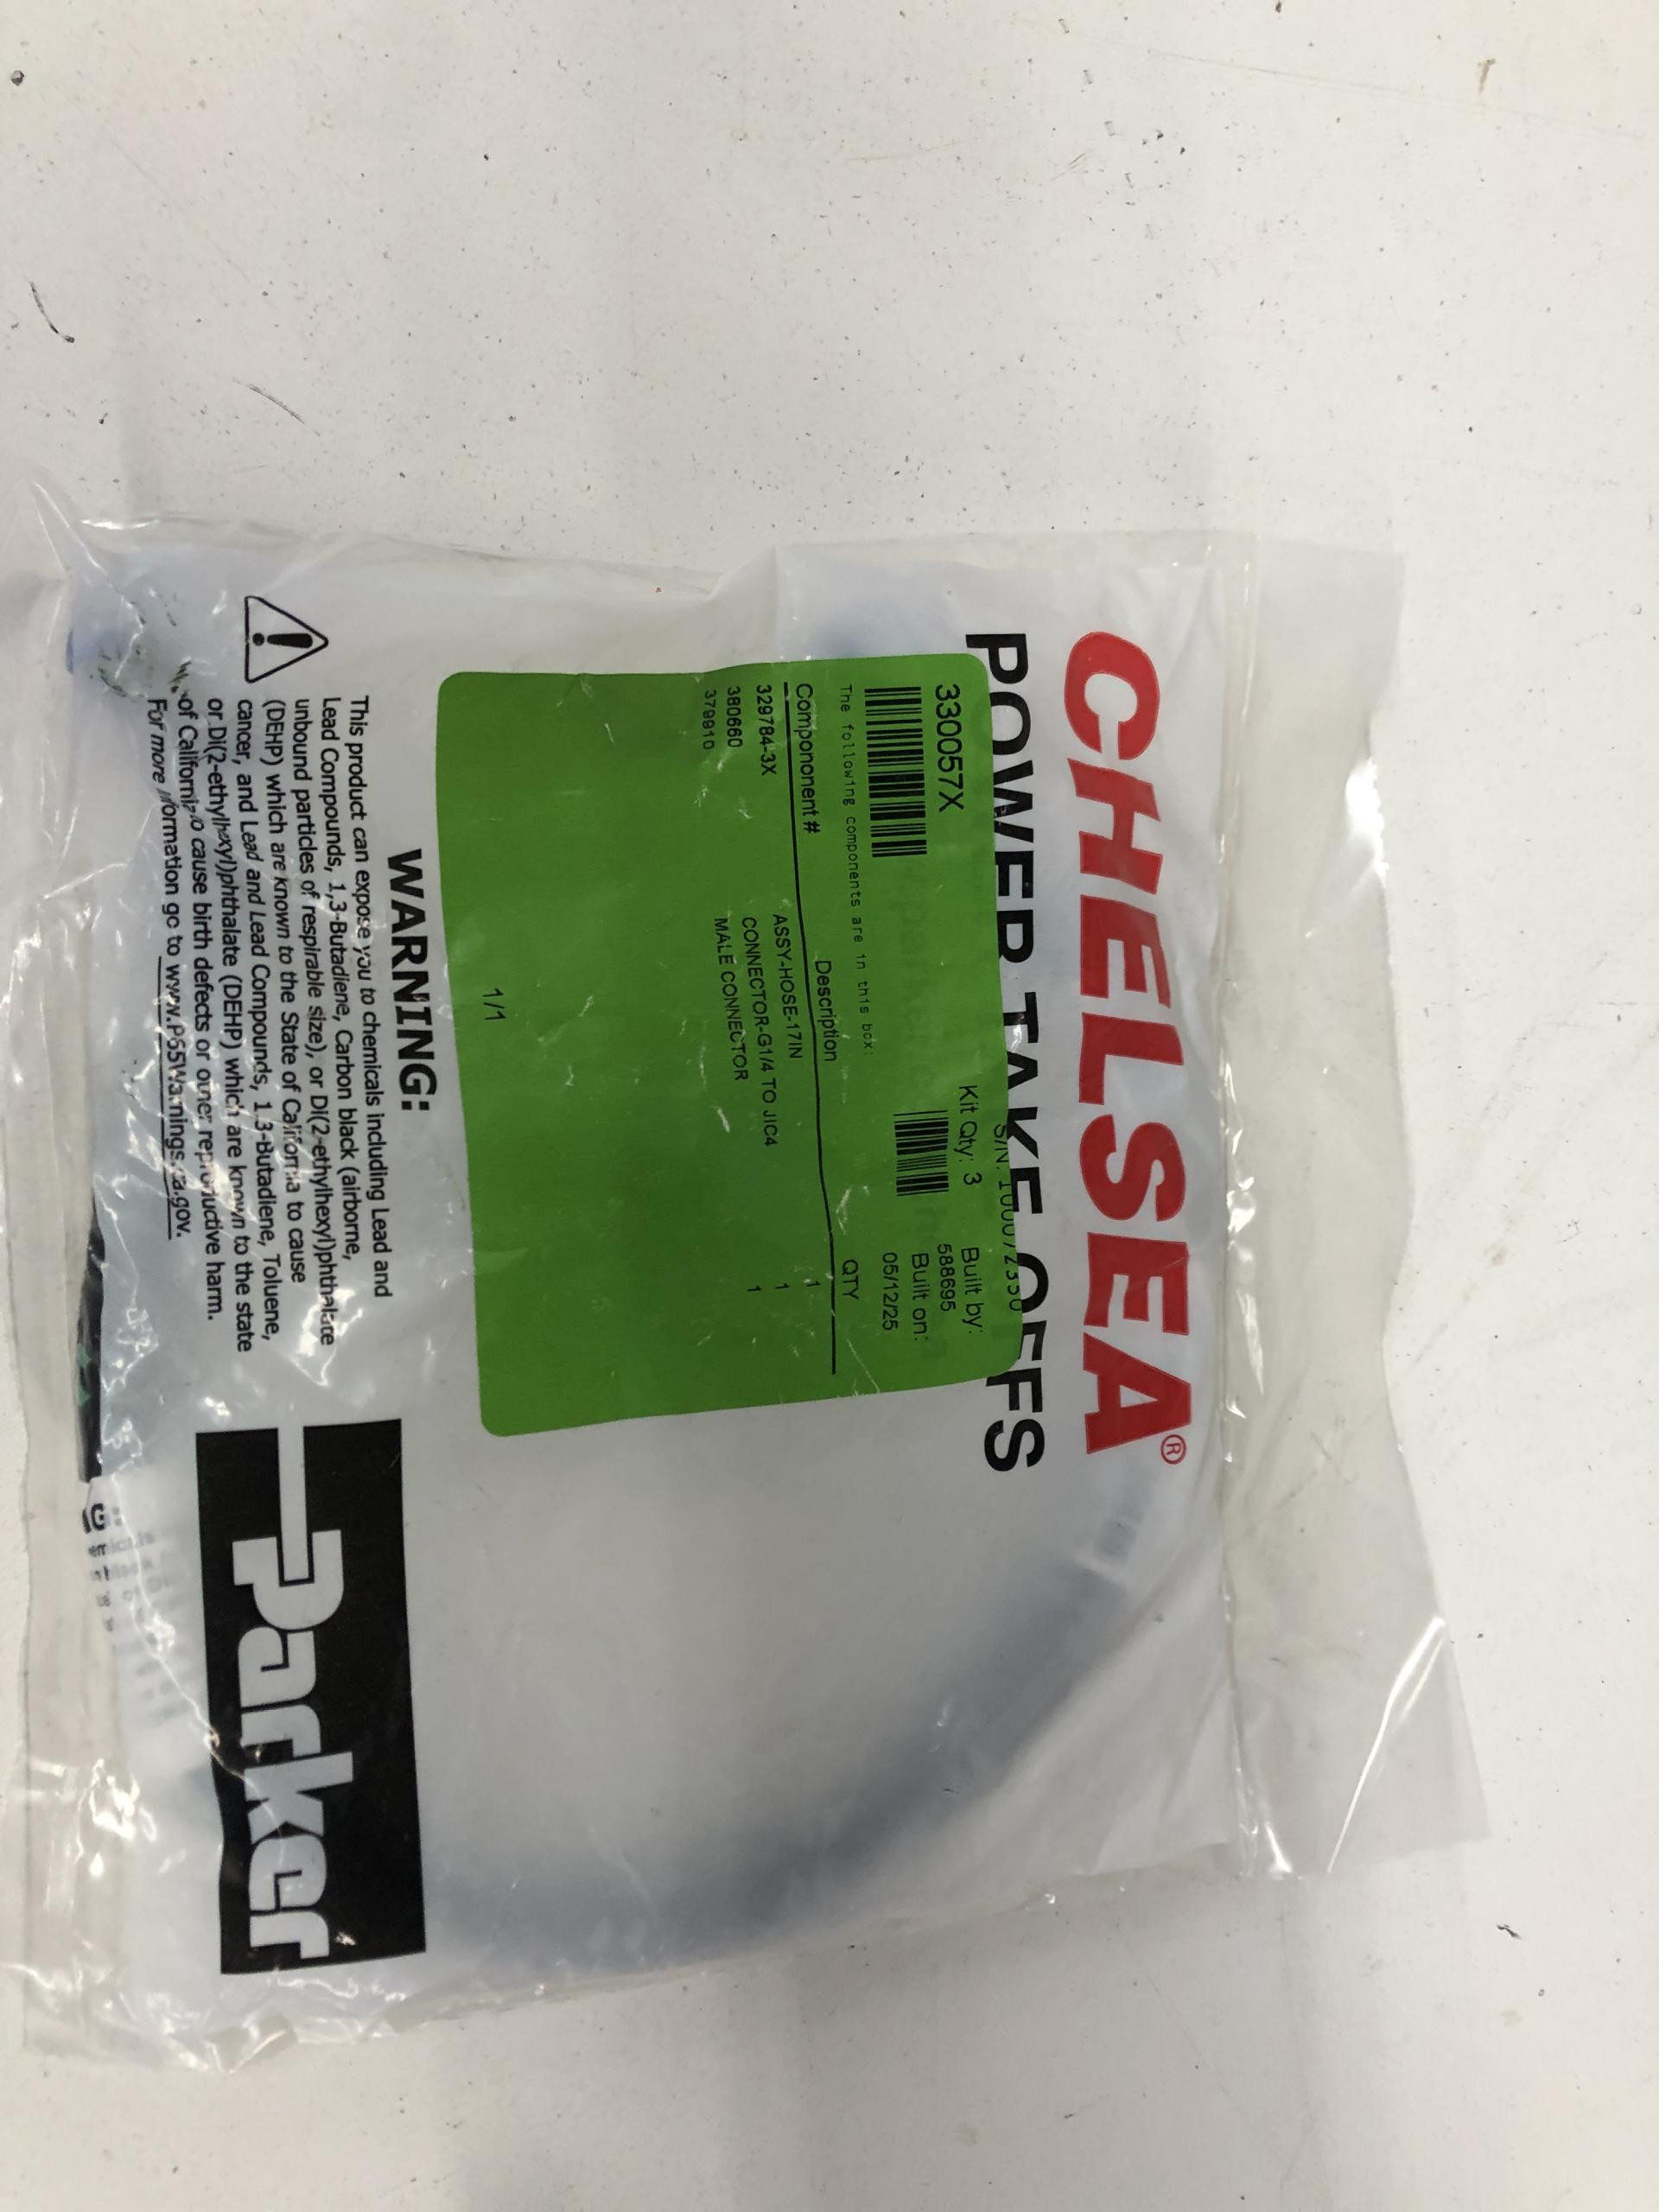 CHELSEA®
POWER TAKE OFFS
330057X
Kit Qty: 3
Built by:
588695
Built on:
05/12/25
The following components are in this box:
Compononent # Description QTY
329784-3X ASSY-HOSE-17IN 1
380660 CONNECTOR-G1/4 TO JIC4 1
379910 MALE CONNECTOR 1
1/1
WARNING:
This product can expose you to chemicals including Lead and
Lead Compounds, 1,3-Butadiene, Carbon black (airborne,
unbound particles of respirable size), or Di(2-ethylhexyl)phthalate
(DEHP) which are known to the State of California to cause
cancer, and Lead and Lead Compounds, 1,3-Butadiene, Toluene,
or Di(2-ethylhexyl)phthalate (DEHP) which are known to the state
of California to cause birth defects or other reproductive harm.
For more information go to www.P65Warnings.ca.gov.
Parker